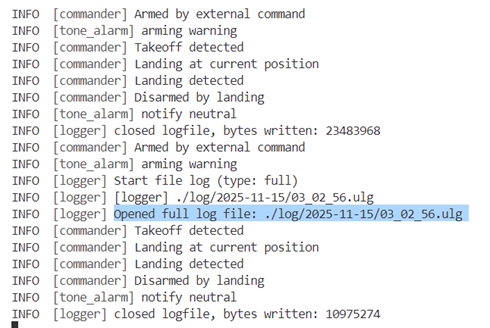 INFO  [commander] Armed by external command
INFO  [tone_alarm] arming warning
INFO  [commander] Takeoff detected
INFO  [commander] Landing at current position
INFO  [commander] Landing detected
INFO  [commander] Disarmed by landing
INFO  [tone_alarm] notify neutral
INFO  [logger] closed logfile, bytes written: 23483968
INFO  [commander] Armed by external command
INFO  [tone_alarm] arming warning
INFO  [logger] Start file log (type: full)
INFO  [logger] [logger] ./log/2025-11-15/03_02_56.ulg
INFO  [logger] Opened full log file: ./log/2025-11-15/03_02_56.ulg
INFO  [commander] Takeoff detected
INFO  [commander] Landing at current position
INFO  [commander] Landing detected
INFO  [commander] Disarmed by landing
INFO  [tone_alarm] notify neutral
INFO  [logger] closed logfile, bytes written: 10975274